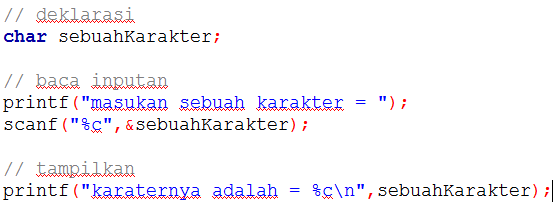 // deklarasi
char sebuahKarakter;
// baca inputan
printf("masukan sebuah karakter = ");
scanf("%c",&sebuahKarakter);
// tampilkan
printf("karaternya adalah = %c\n",sebuahKarakter);